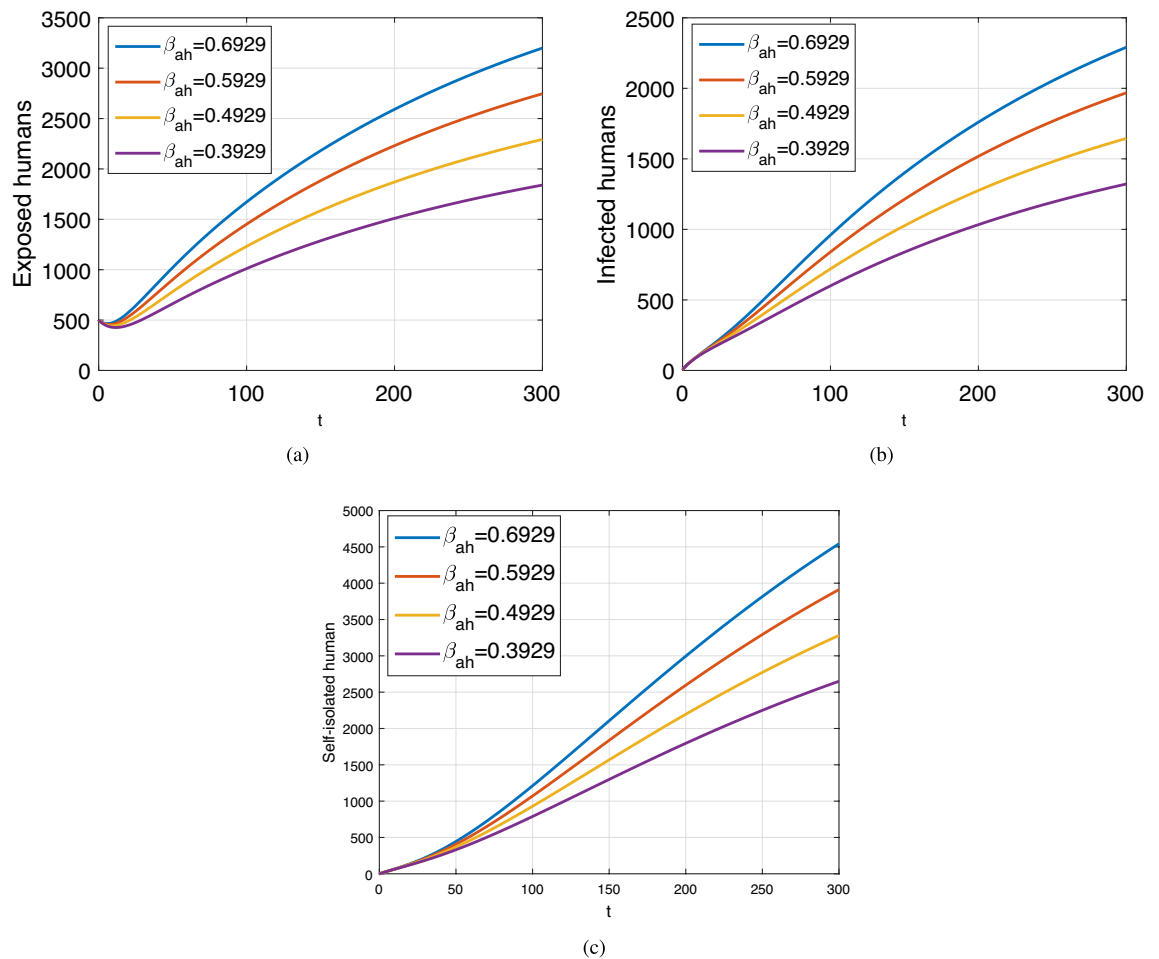 3500
3000
2500
2000
1500
1000
500
0
Exposed humans
β_ah=0.6929
β_ah=0.5929
β_ah=0.4929
β_ah=0.3929
0 100 200 300
t
(a)
2500
2000
1500
1000
500
0
Infected humans
β_ah=0.6929
β_ah=0.5929
β_ah=0.4929
β_ah=0.3929
0 100 200 300
t
(b)
5000
4500
4000
3500
3000
2500
2000
1500
1000
500
0
Self-isolated human
β_ah=0.6929
β_ah=0.5929
β_ah=0.4929
β_ah=0.3929
0 50 100 150 200 250 300
t
(c)